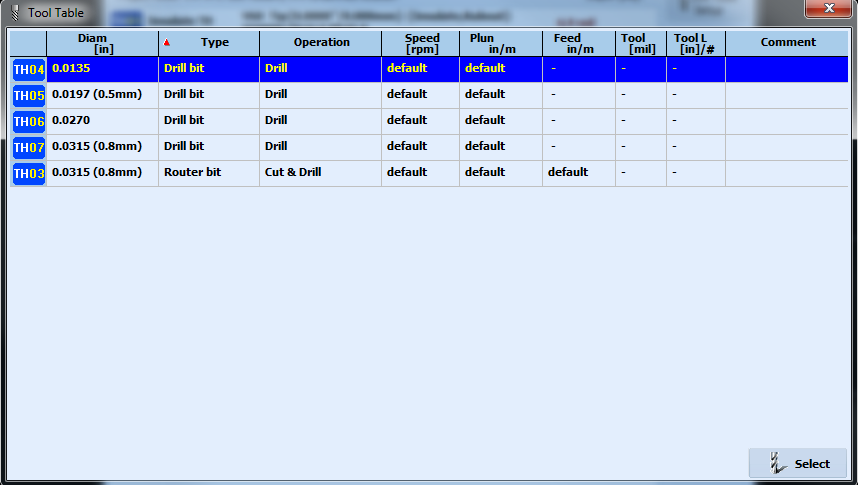 Tool Table
Diam [in] Type Operation Speed [rpm] Plun in/m Feed in/m Tool [mil] Tool L [in]/# Comment
TH04 0.0135 Drill bit Drill default default - - -
TH05 0.0197 (0.5mm) Drill bit Drill default default - - -
TH06 0.0270 Drill bit Drill default default - - -
TH07 0.0315 (0.8mm) Drill bit Drill default default - - -
TH03 0.0315 (0.8mm) Router bit Cut & Drill default default default - -
Select